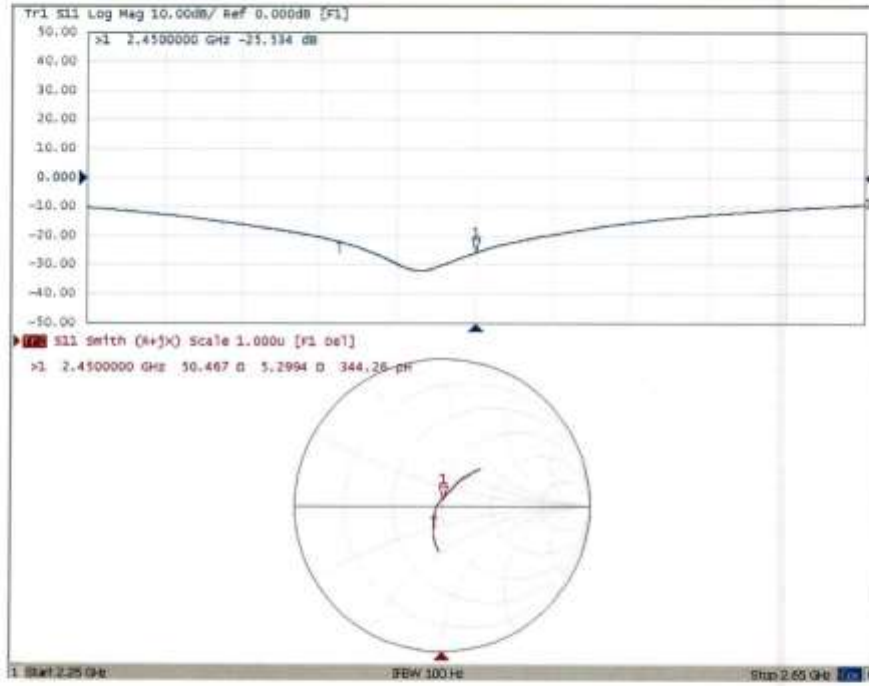 Tr1 S11 Log Mag 10.00dB/ Ref 0.000dB [F1]
50.00
>1 2.4500000 GHz -25.534 dB
40.00
30.00
20.00
10.00
0.000
-10.00
-20.00
1
-30.00
-40.00
-50.00
Tr2 S11 Smith (R+jX) Scale 1.000U [F1 Del]
>1 2.4500000 GHz 50.467 Ω 5.2994 Ω 344.26 pH
1
1 Start 2.25 GHz IFBW 100 Hz Stop 2.65 GHz